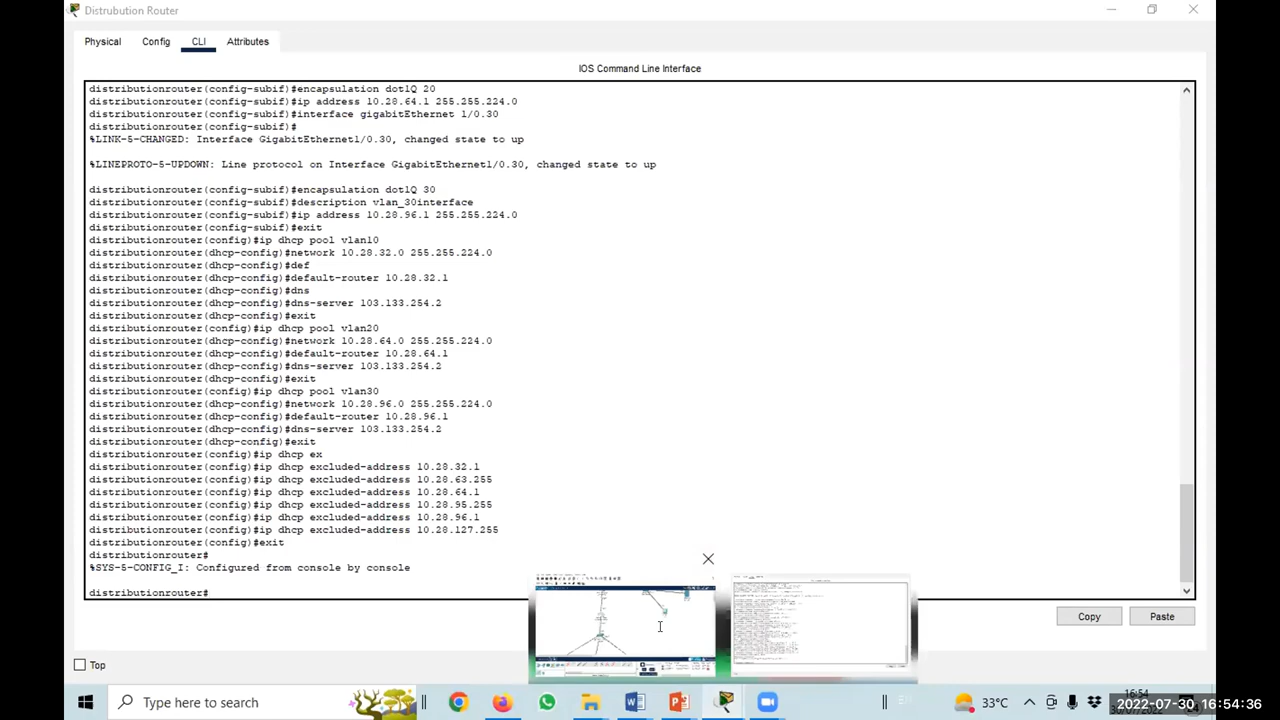 Distrubution Router
Physical Config CLI Attributes
IOS Command Line Interface
distributionrouter(config-subif)#encapsulation dot1Q 20
distributionrouter(config-subif)#ip address 10.28.64.1 255.255.224.0
distributionrouter(config-subif)#interface gigabitEthernet 1/0.30
distributionrouter(config-subif)#
%LINK-5-CHANGED: Interface GigabitEthernet1/0.30, changed state to up
%LINEPROTO-5-UPDOWN: Line protocol on Interface GigabitEthernet1/0.30, changed state to up
distributionrouter(config-subif)#encapsulation dot1Q 30
distributionrouter(config-subif)#description vlan_30interface
distributionrouter(config-subif)#ip address 10.28.96.1 255.255.224.0
distributionrouter(config-subif)#exit
distributionrouter(config)#ip dhcp pool vlan10
distributionrouter(dhcp-config)#network 10.28.32.0 255.255.224.0
distributionrouter(dhcp-config)#def
distributionrouter(dhcp-config)#default-router 10.28.32.1
distributionrouter(dhcp-config)#dns
distributionrouter(dhcp-config)#dns-server 103.133.254.2
distributionrouter(dhcp-config)#exit
distributionrouter(config)#ip dhcp pool vlan20
distributionrouter(dhcp-config)#network 10.28.64.0 255.255.224.0
distributionrouter(dhcp-config)#default-router 10.28.64.1
distributionrouter(dhcp-config)#dns-server 103.133.254.2
distributionrouter(dhcp-config)#exit
distributionrouter(config)#ip dhcp pool vlan30
distributionrouter(dhcp-config)#network 10.28.96.0 255.255.224.0
distributionrouter(dhcp-config)#default-router 10.28.96.1
distributionrouter(dhcp-config)#dns-server 103.133.254.2
distributionrouter(dhcp-config)#exit
distributionrouter(config)#ip dhcp ex
distributionrouter(config)#ip dhcp excluded-address 10.28.32.1
distributionrouter(config)#ip dhcp excluded-address 10.28.63.255
distributionrouter(config)#ip dhcp excluded-address 10.28.64.1
distributionrouter(config)#ip dhcp excluded-address 10.28.95.255
distributionrouter(config)#ip dhcp excluded-address 10.28.96.1
distributionrouter(config)#ip dhcp excluded-address 10.28.127.255
distributionrouter(config)#exit
distributionrouter#
%SYS-5-CONFIG_I: Configured from console by console
distributionrouter#
Copy Paste
Top
Type here to search
33°C
16:54
2022-07-30 16:54:36